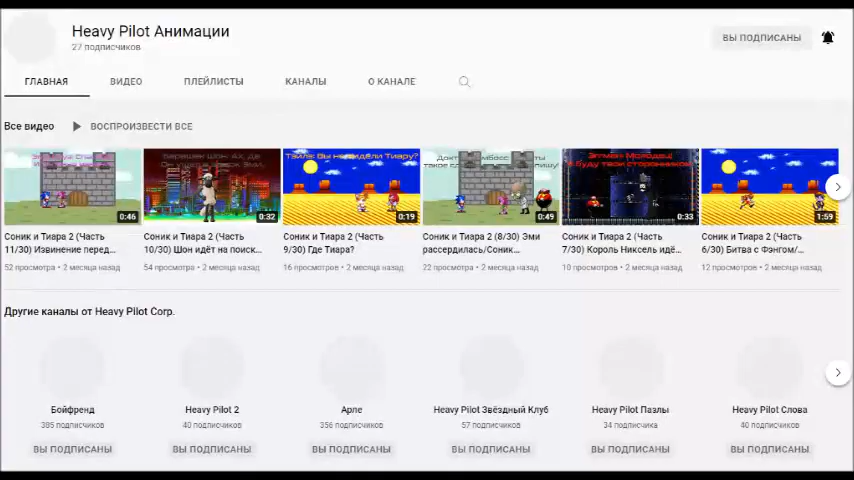 Heavy Pilot Анимации
27 подписчиков
ВЫ ПОДПИСАНЫ
ГЛАВНАЯ ВИДЕО ПЛЕЙЛИСТЫ КАНАЛЫ О КАНАЛЕ
Все видео ВОСПРОИЗВЕСТИ ВСЕ
Тэйлз: Вы не видели Тиару?
0:46 0:32 0:19 0:49 0:33 1:59
Соник и Тиара 2 (Часть 11/30) Извинение перед...
52 просмотра • 2 месяца назад
Соник и Тиара 2 (Часть 10/30) Шон идёт на поиск...
54 просмотра • 2 месяца назад
Соник и Тиара 2 (Часть 9/30) Где Тиара?
16 просмотров • 2 месяца назад
Соник и Тиара 2 (8/30) Эми рассердилась/Соник...
22 просмотра • 2 месяца назад
Соник и Тиара 2 (Часть 7/30) Король Никсель идё...
10 просмотров • 2 месяца назад
Соник и Тиара 2 (Часть 6/30) Битва с Фэнгом/...
12 просмотров • 2 месяца назад
Другие каналы от Heavy Pilot Corp.
Бойфренд Heavy Pilot 2 Арле Heavy Pilot Звёздный Клуб Heavy Pilot Пазлы Heavy Pilot Слова
385 подписчиков 40 подписчиков 356 подписчиков 57 подписчиков 34 подписчика 40 подписчиков
ВЫ ПОДПИСАНЫ ВЫ ПОДПИСАНЫ ВЫ ПОДПИСАНЫ ВЫ ПОДПИСАНЫ ВЫ ПОДПИСАНЫ ВЫ ПОДПИСАНЫ